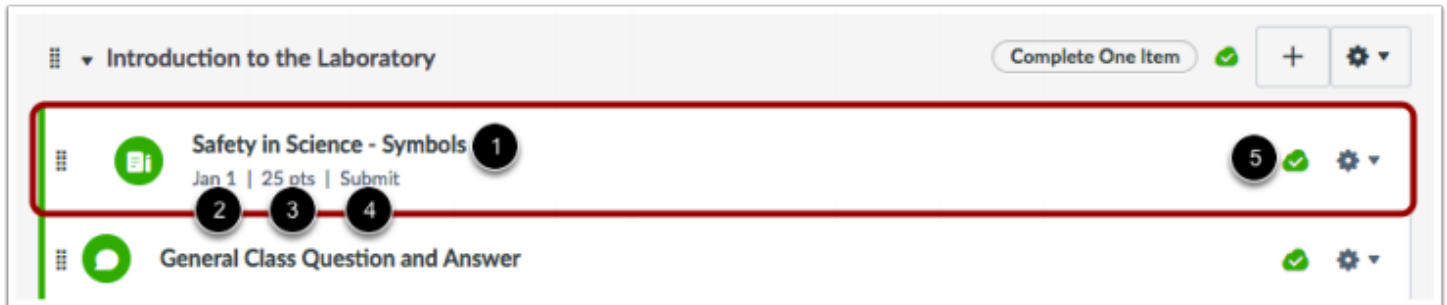 Introduction to the Laboratory Complete One Item +
Safety in Science - Symbols 1 5
Jan 1 | 25 pts | Submit
2 3 4
General Class Question and Answer